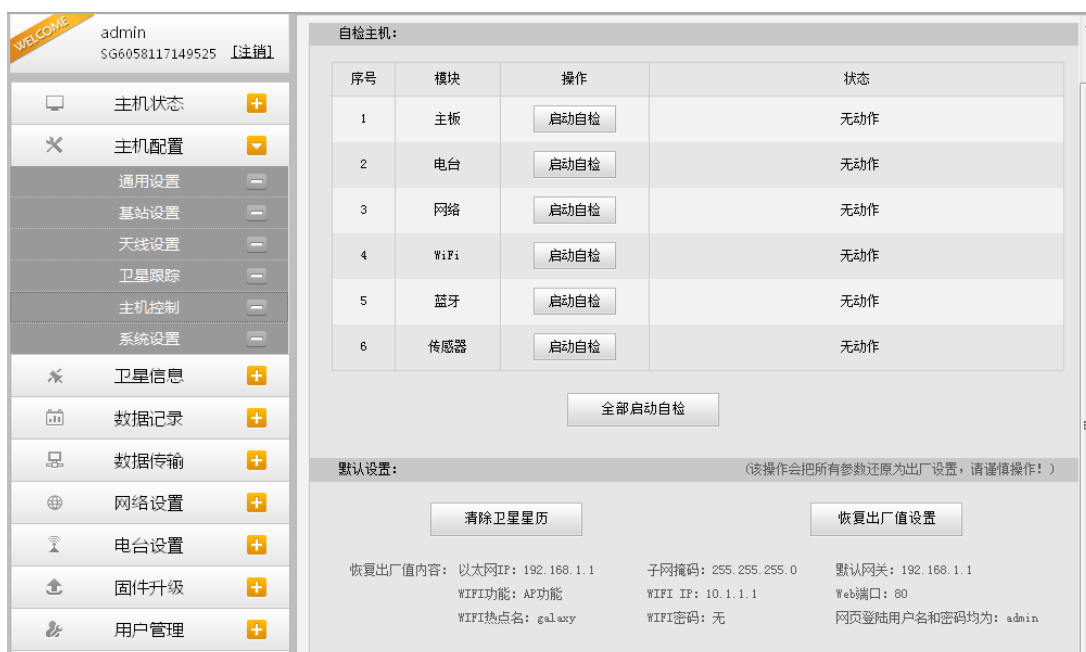 WELCOME
admin
SG6058117149525 [注销]
主机状态
主机配置
通用设置
基站设置
天线设置
卫星跟踪
主机控制
系统设置
卫星信息
数据记录
数据传输
网络设置
电台设置
固件升级
用户管理
自检主机：
序号 模块 操作 状态
1 主板 启动自检 无动作
2 电台 启动自检 无动作
3 网络 启动自检 无动作
4 WiFi 启动自检 无动作
5 蓝牙 启动自检 无动作
6 传感器 启动自检 无动作
全部启动自检
默认设置： （该操作会把所有参数还原为出厂设置，请谨慎操作！）
清除卫星星历 恢复出厂值设置
恢复出厂值内容： 以太网IP：192.168.1.1 子网掩码：255.255.255.0 默认网关：192.168.1.1
WIFI功能：AP功能 WIFI IP：10.1.1.1 Web端口：80
WIFI热点名：galaxy WIFI密码：无 网页登陆用户名和密码均为：admin